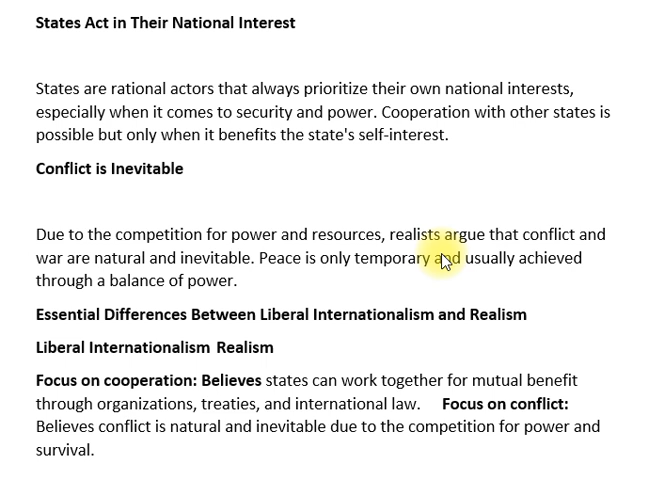 States Act in Their National Interest
States are rational actors that always prioritize their own national interests,
especially when it comes to security and power. Cooperation with other states is
possible but only when it benefits the state's self-interest.
Conflict is Inevitable
Due to the competition for power and resources, realists argue that conflict and
war are natural and inevitable. Peace is only temporary and usually achieved
through a balance of power.
Essential Differences Between Liberal Internationalism and Realism
Liberal Internationalism Realism
Focus on cooperation: Believes states can work together for mutual benefit
through organizations, treaties, and international law. Focus on conflict:
Believes conflict is natural and inevitable due to the competition for power and
survival.